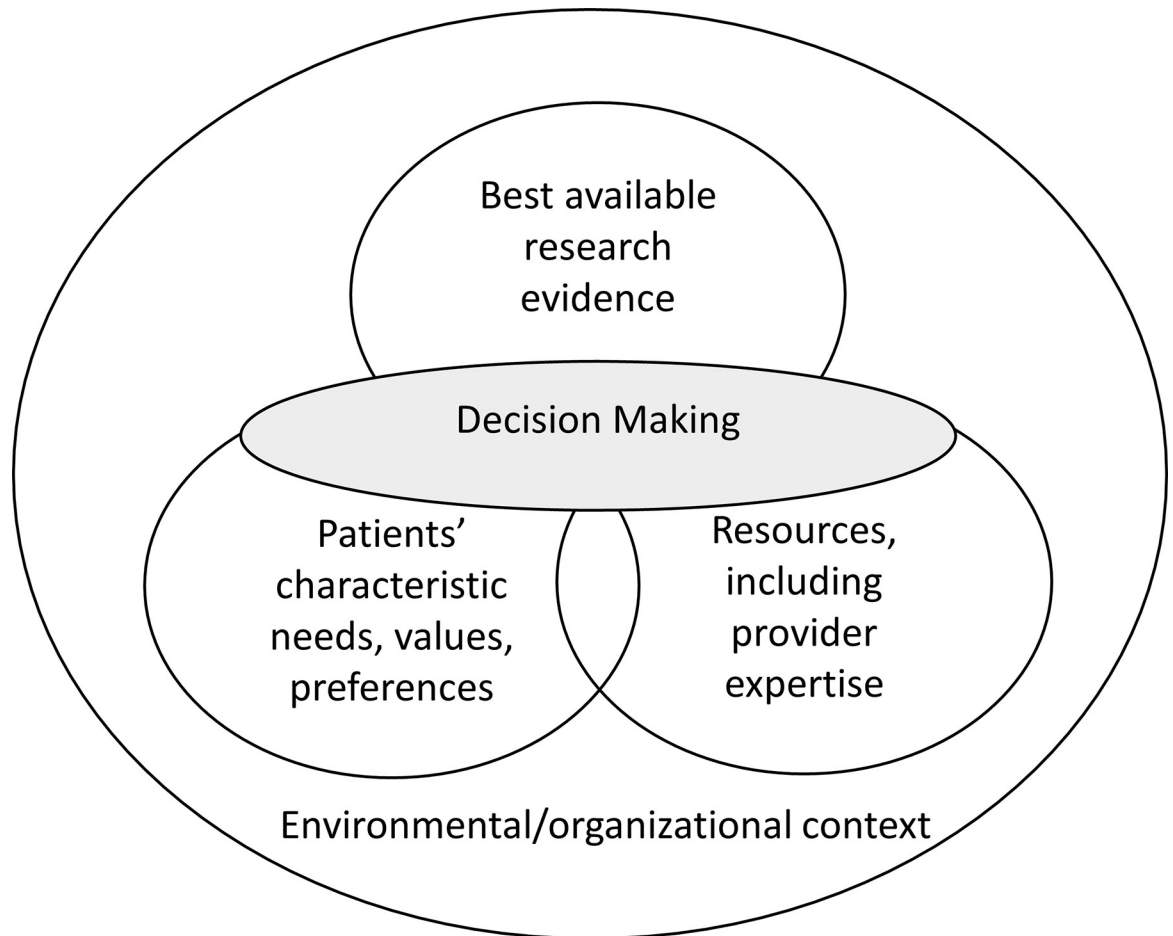 Best available
research
evidence
Decision Making
Patients’
characteristic
needs, values,
preferences
Resources,
including
provider
expertise
Environmental/organizational context